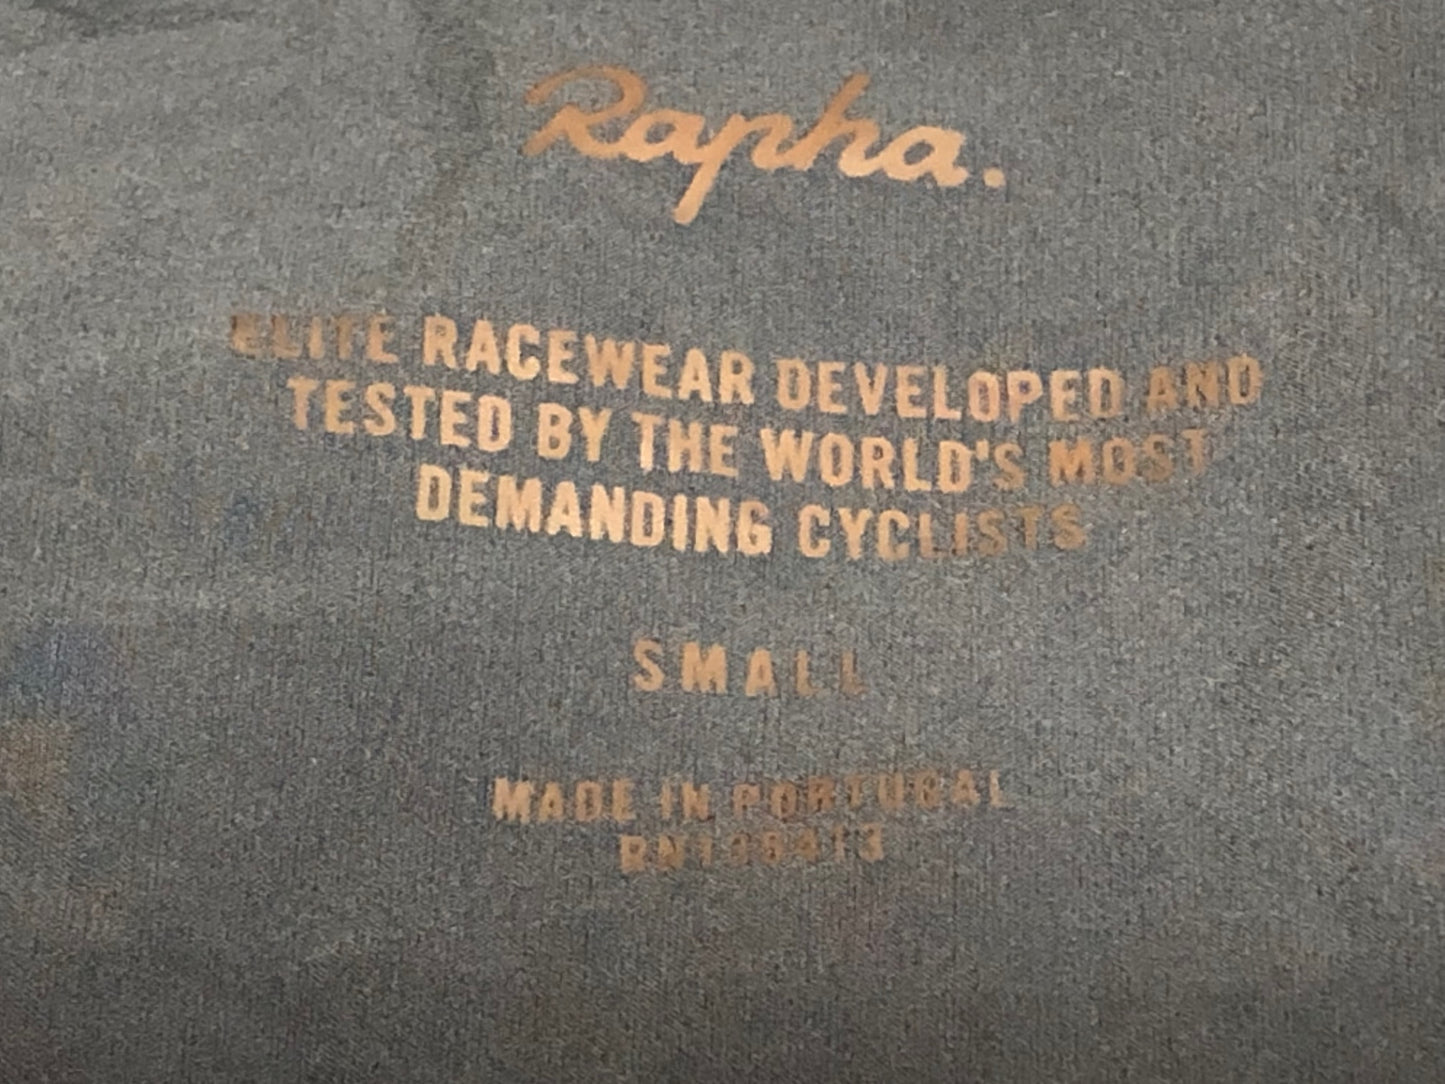 Rapha.
ELITE RACEWEAR DEVELOPED AND
TESTED BY THE WORLD'S MOST
DEMANDING CYCLISTS
SMALL
MADE IN PORTUGAL